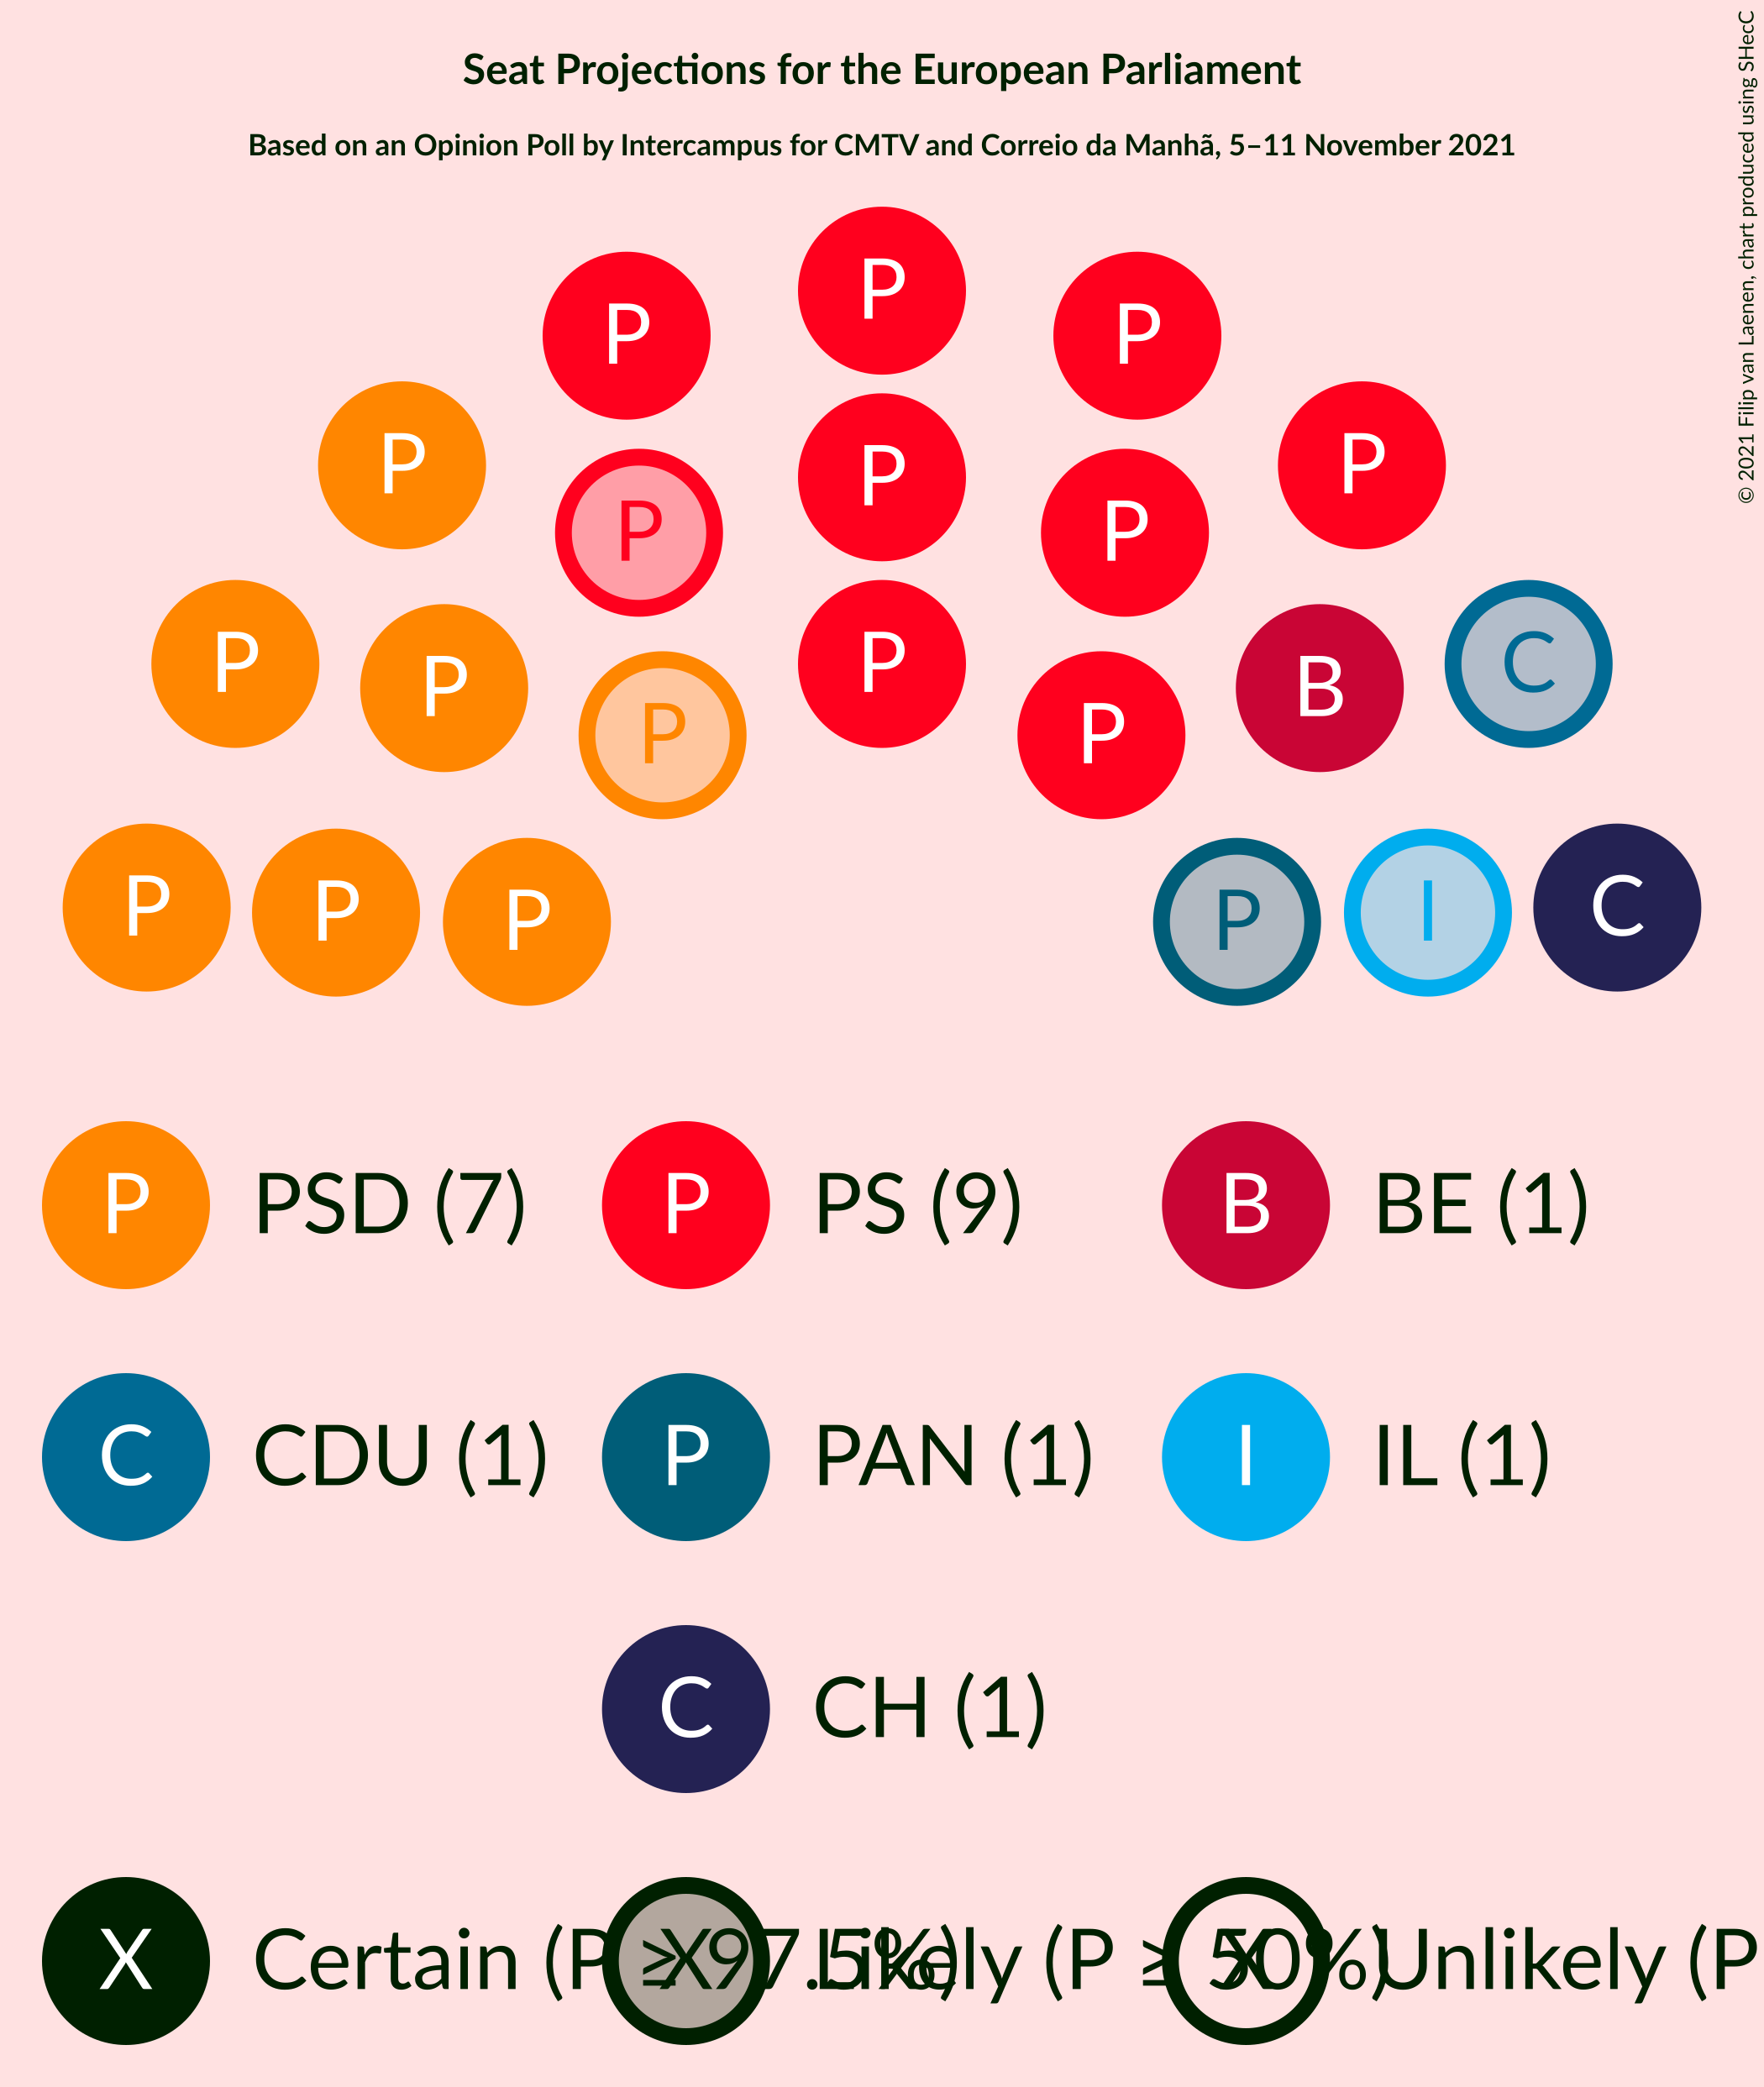 Seat Projections for the European Parliament
Based on an Opinion Poll by Intercampus for CMTV and Correio da Manhã, 5–11 November 2021
© 2021 Filip van Laenen, chart produced using SHecC
P
P P
P P
P
P P
P C
P P B
P P
P P P P I C
P PSD (7) P PS (9) B BE (1)
C CDU (1) P PAN (1) I IL (1)
C CH (1)
X Certain (P ≥ 97.5%) X Likely (P ≥ 50%) X Unlikely (P